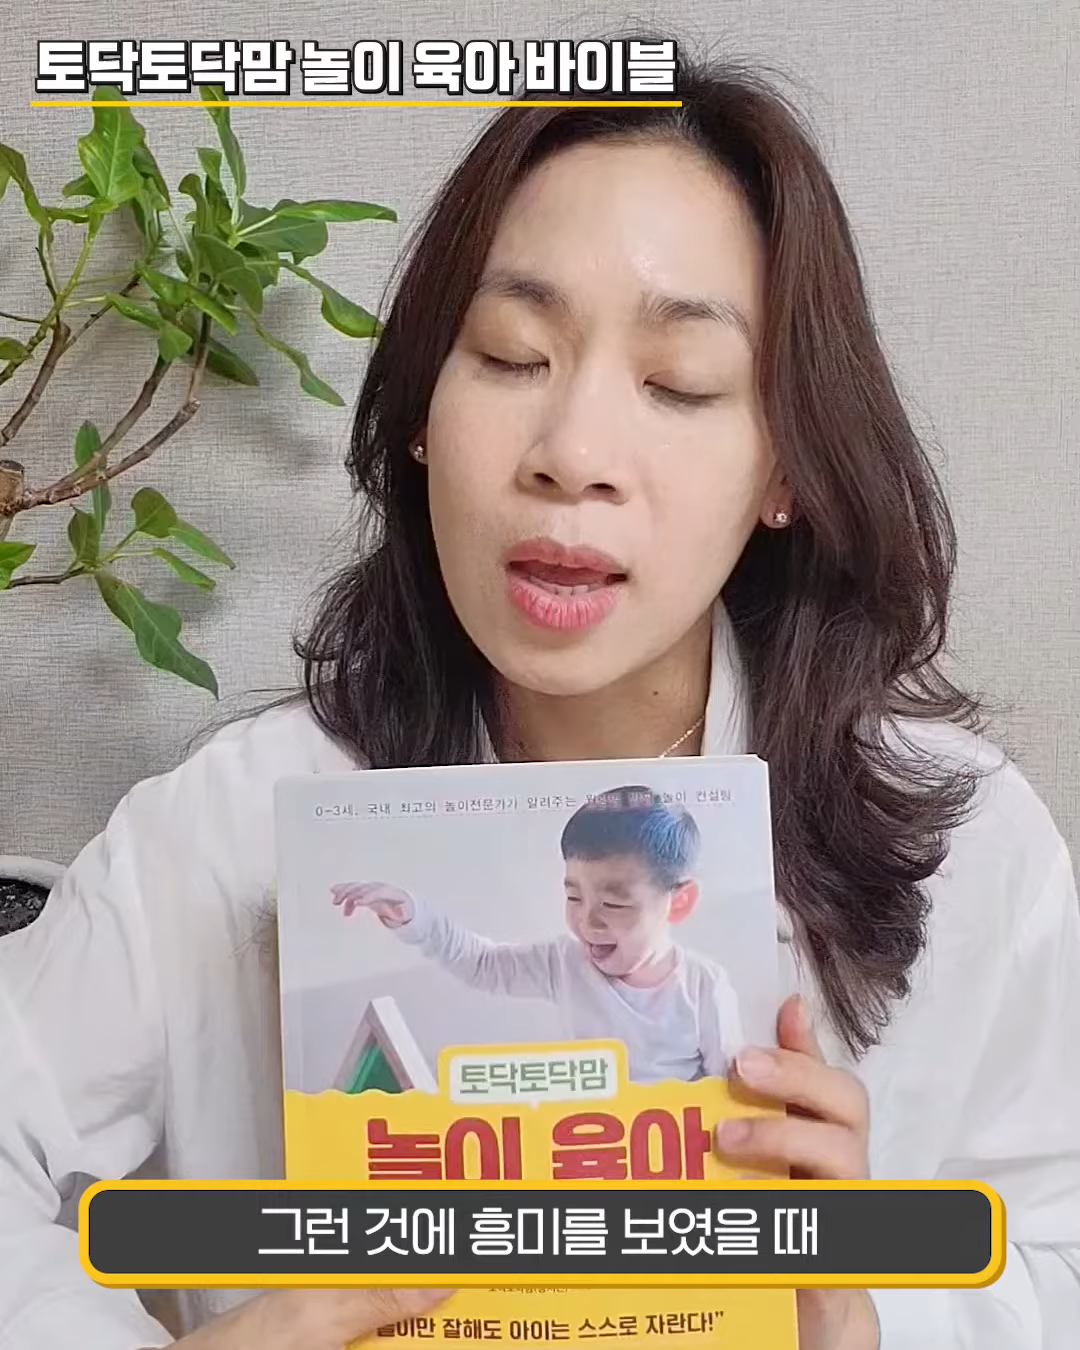 토닥토닥맘 놀이 육아 바이블
0-3세, 국내 최고의 놀이전문가가 알려주는 놀이 컨설팅
토닥토닥맘
놀이 육아
그런 것에 흥미를 보였을 때
놀이만 잘해도 아이는 스스로 자란다!”